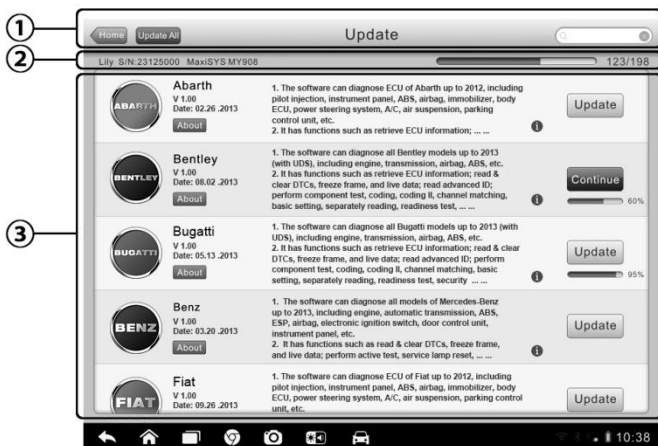 ①
Home Update All Update
②
Lily S/N:23125000 MaxiSYS MY908 123/198
③
ABARTH
Abarth
V 1.00
Date: 02.26 .2013
About
1. The software can diagnose ECU of Abarth up to 2012, including
pilot injection, instrument panel, ABS, airbag, immobilizer, body
ECU, power steering system, A/C, air suspension, parking
control unit, etc.
2. It has functions such as retrieve ECU information; ... ...
Update
BENTLEY
Bentley
V 1.00
Date: 08.02 .2013
About
1. The software can diagnose all Bentley models up to 2013
(with UDS), including engine, transmission, airbag, ABS, etc.
2. It has functions such as retrieve ECU information; read &
clear DTCs, freeze frame, and live data; read advanced ID;
perform component test, coding, coding II, channel matching,
basic setting, separately reading, readiness test, ... ...
Continue
60%
BUGATTI
Bugatti
V 1.00
Date: 05.13 .2013
About
1. The software can diagnose all Bugatti models up to 2013 (with
UDS), including engine, transmission, airbag, ABS, etc.
2. It has functions such as retrieve ECU information; read & clear
DTCs, freeze frame, and live data; read advanced ID; perform
component test, coding, coding II, channel matching, basic
setting, separately reading, readiness test, security ... ...
Update
95%
BENZ
Benz
V 1.00
Date: 03.20 .2013
About
1. The software can diagnose all models of Mercedes-Benz
up to 2013, including engine, automatic transmission, ABS,
ESP, airbag, electronic ignition switch, door control unit,
instrument panel, etc.
2. It has functions such as read & clear DTCs, freeze frame,
and live data; perform active test, service lamp reset, ... ...
Update
FIAT
Fiat
V 1.00
Date: 09.26 .2013
1. The software can diagnose ECU of Fiat up to 2012, including
pilot injection, instrument panel, ABS, airbag, immobilizer, body
ECU, power steering system, A/C, air suspension, parking control
unit, etc.
Update
10:38